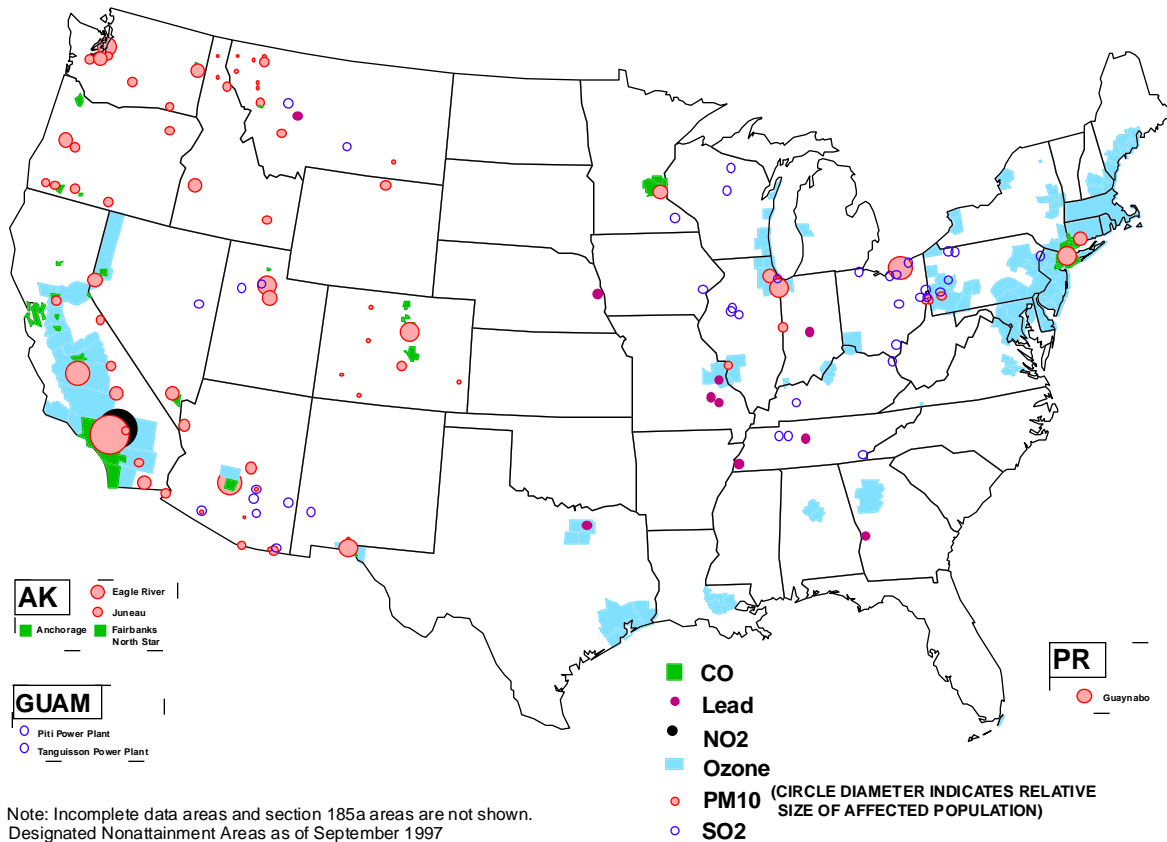 AK
Eagle River
Juneau
Anchorage
Fairbanks
North Star
GUAM
Piti Power Plant
Tanguisson Power Plant
PR
Guaynabo
CO
Lead
NO2
Ozone
PM10 (CIRCLE DIAMETER INDICATES RELATIVE
SIZE OF AFFECTED POPULATION)
SO2
Note: Incomplete data areas and section 185a areas are not shown.
Designated Nonattainment Areas as of September 1997